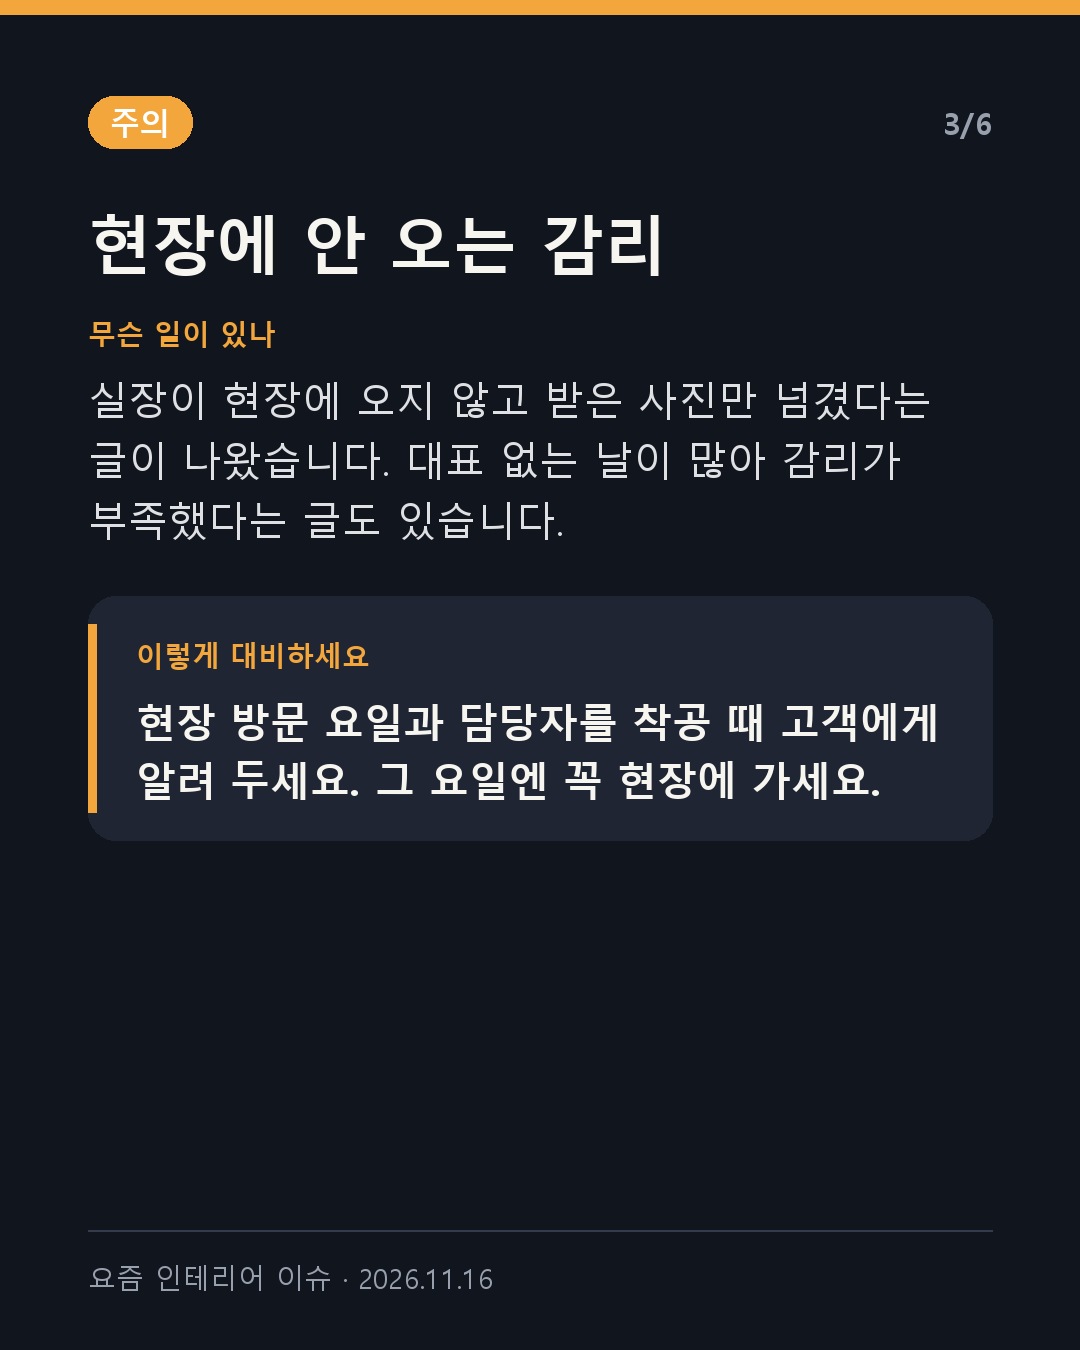 주의
3/6
현장에 안 오는 감리
무슨 일이 있나
실장이 현장에 오지 않고 받은 사진만 넘겼다는
글이 나왔습니다. 대표 없는 날이 많아 감리가
부족했다는 글도 있습니다.
이렇게 대비하세요
현장 방문 요일과 담당자를 착공 때 고객에게
알려 두세요. 그 요일엔 꼭 현장에 가세요.
요즘 인테리어 이슈 · 2026.11.16